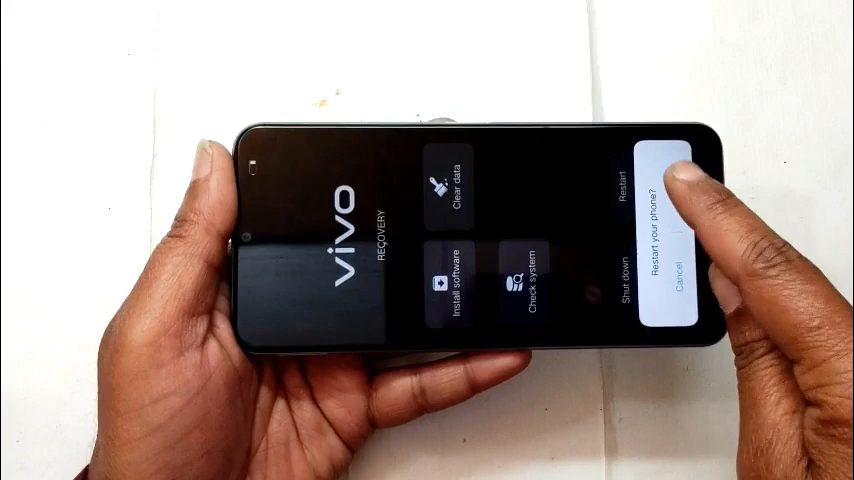 vivo
RECOVERY
Install software
Clear data
Check system
Shut down
Restart
Restart your phone?
Cancel